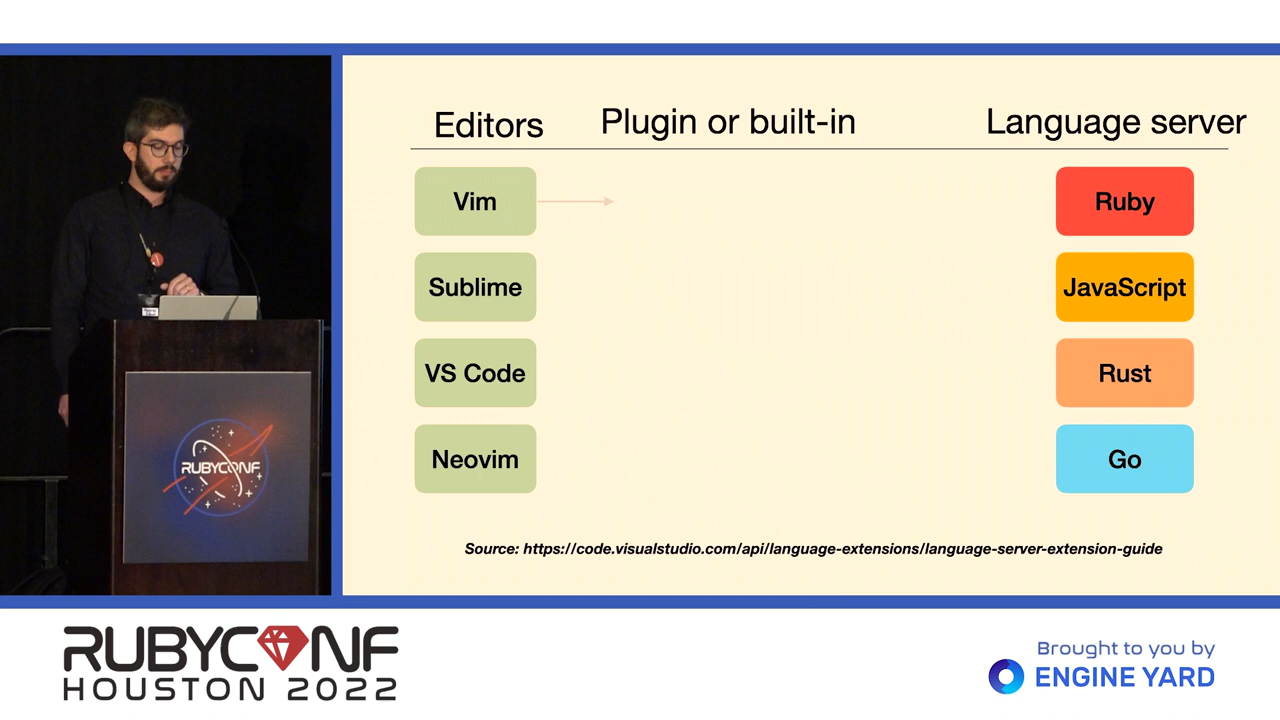 Editors Plugin or built-in Language server
Vim Ruby
Sublime JavaScript
VS Code Rust
Neovim Go
Source: https://code.visualstudio.com/api/language-extensions/language-server-extension-guide
RUBYCONF
RUBYCONF
HOUSTON 2022
Brought to you by
ENGINE YARD